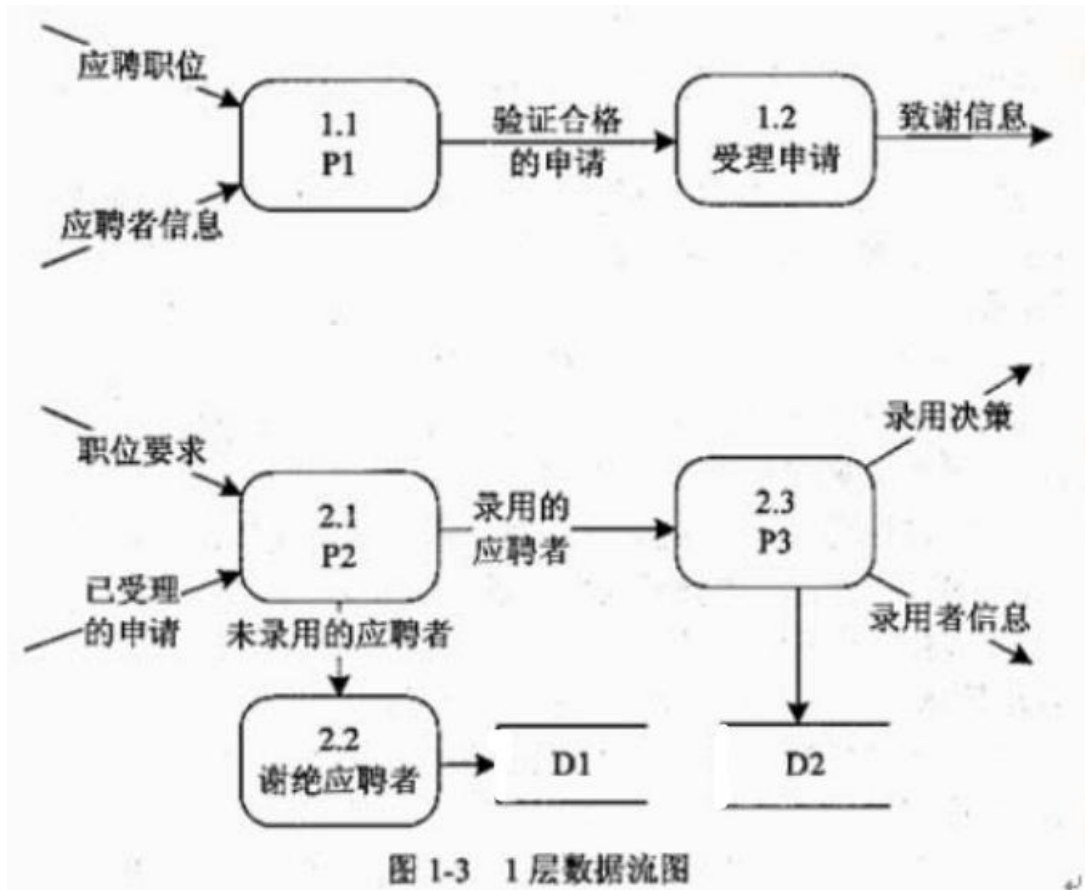 应聘职位
1.1
P1
应聘者信息
验证合格
的申请
1.2
受理申请
致谢信息
职位要求
2.1
P2
已受理
的申请
录用的
应聘者
2.3
P3
录用决策
录用者信息
未录用的应聘者
2.2
谢绝应聘者
D1
D2
图 1-3 1 层数据流图